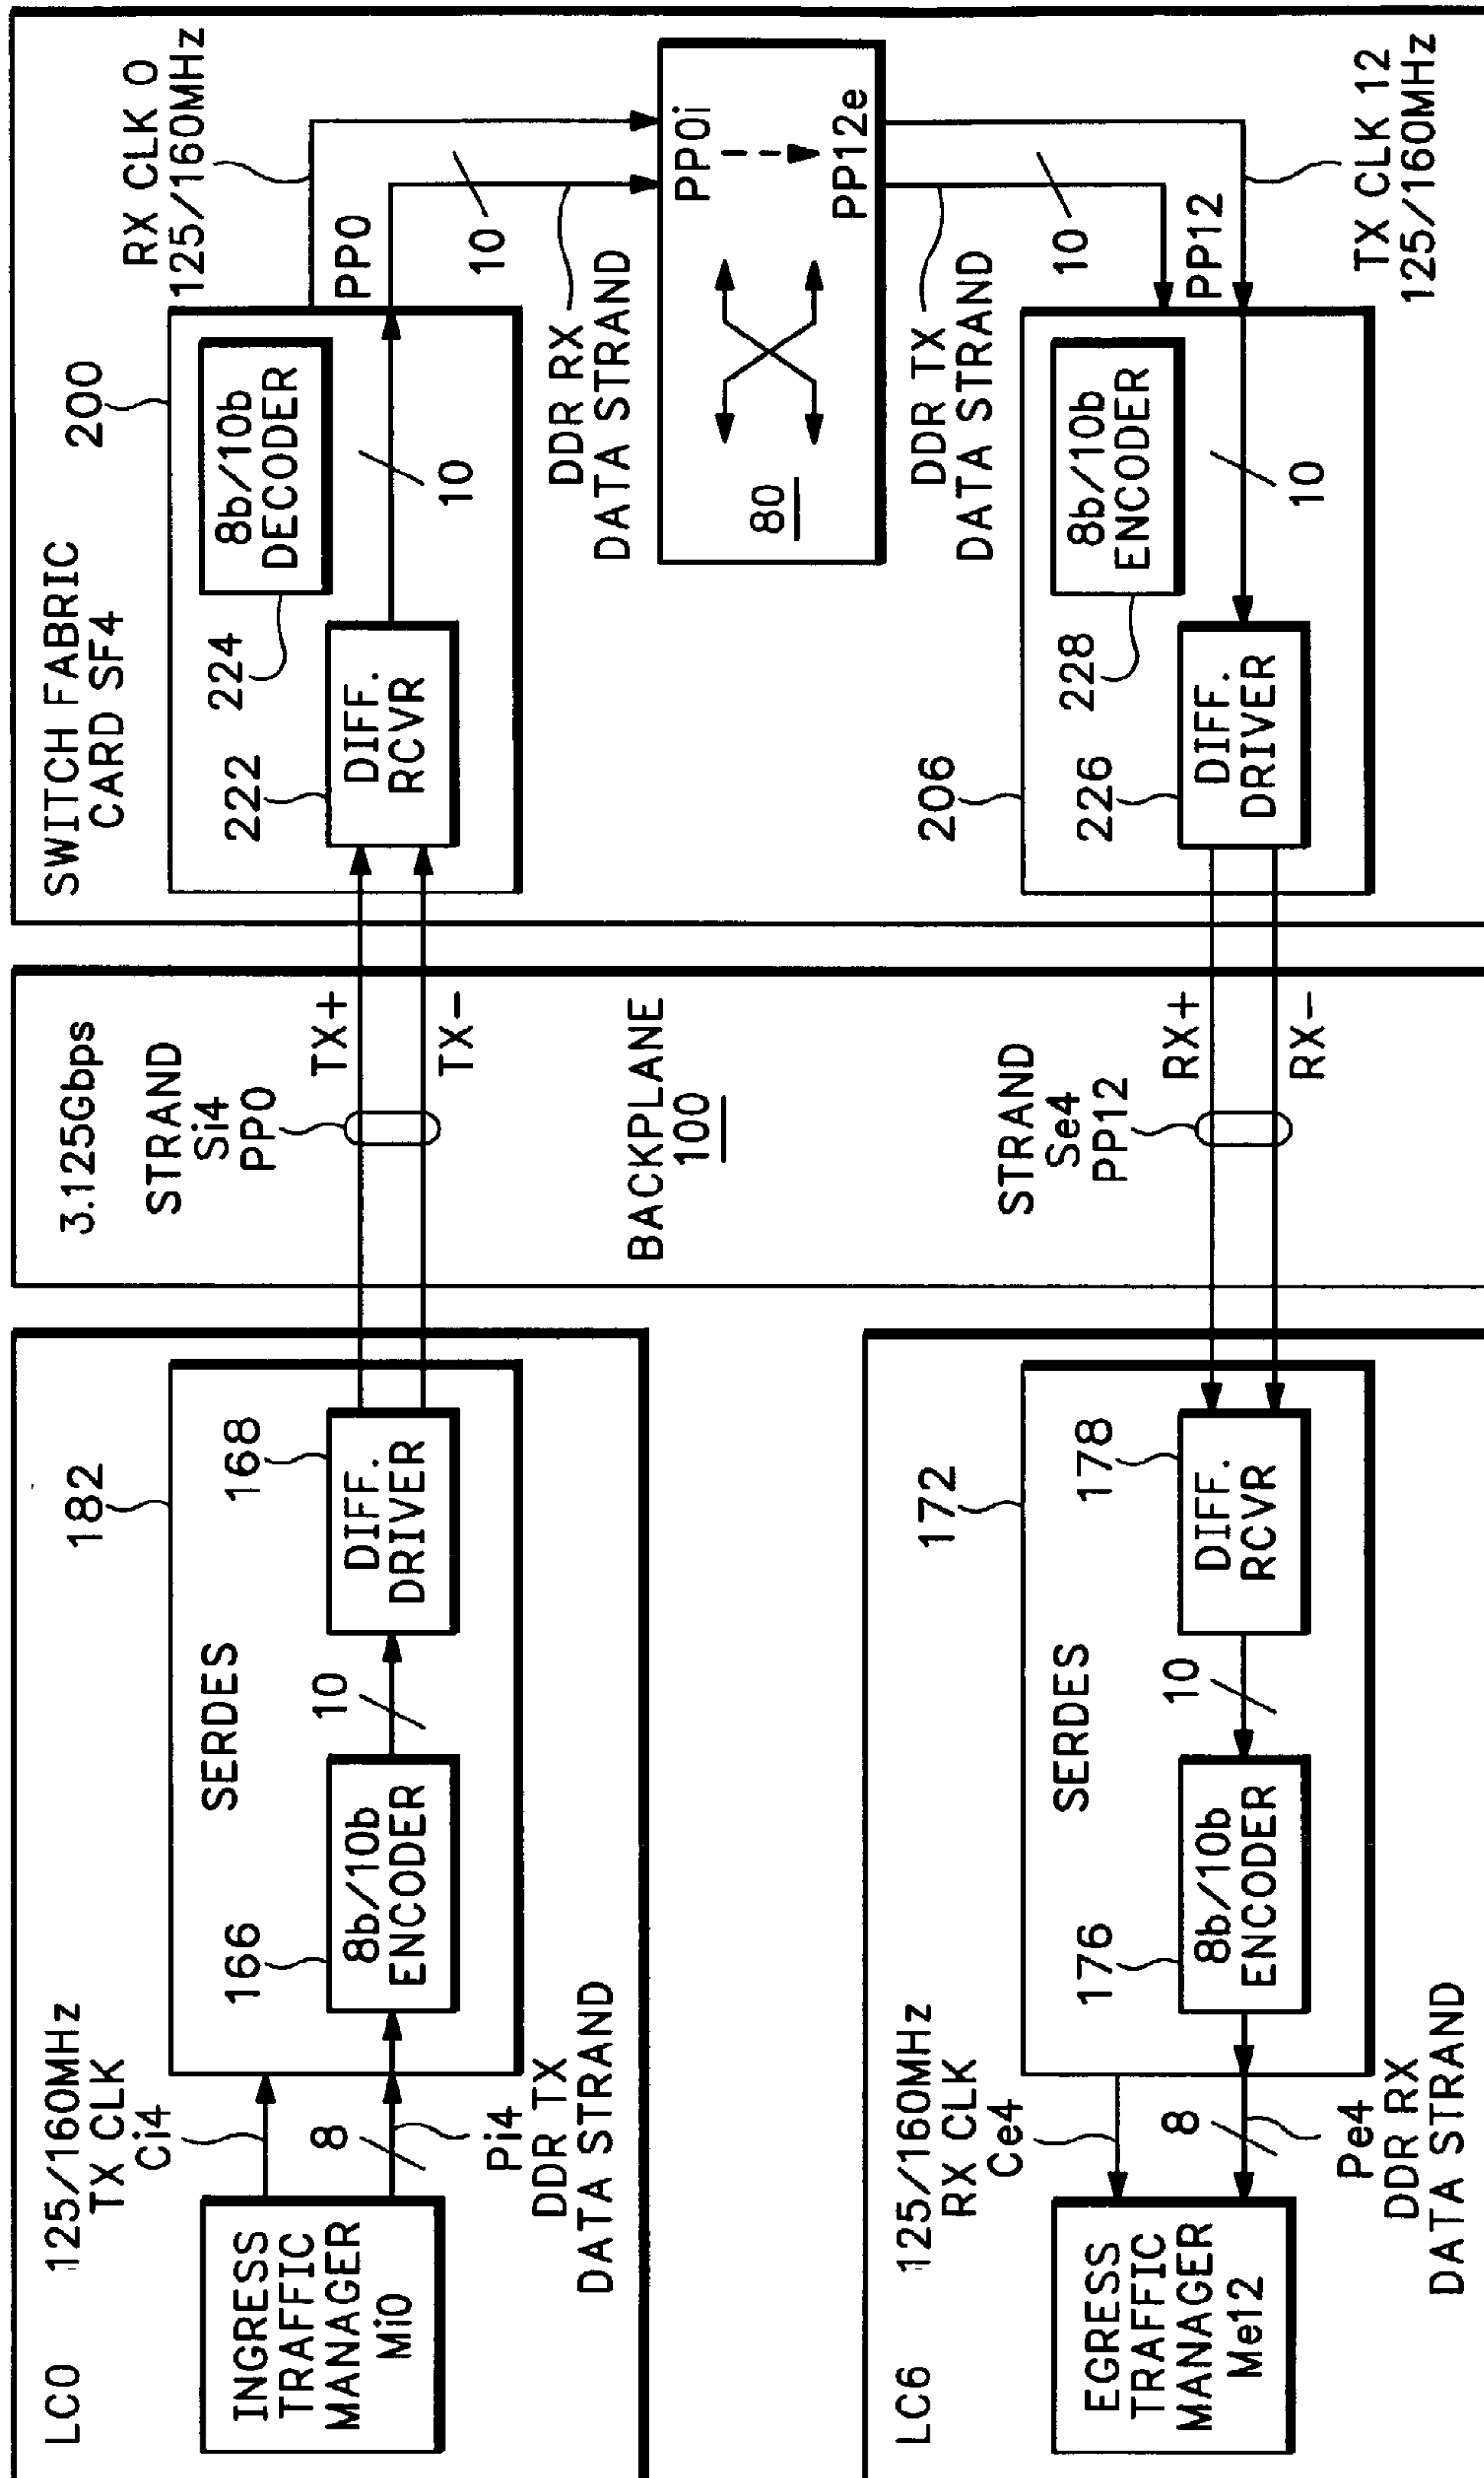 LC0
125/160MHz
TX CLK
Ci4
INGRESS
TRAFFIC
MANAGER
Mi0
8
Pi4
DDR TX
DATA STRAND
182
SERDES
166
8b/10b
ENCODER
10
168
DIFF.
DRIVER
3.125Gbps
STRAND
Si4
PP0
TX+
TX-
BACKPLANE
100
STRAND
Se4
PP12
RX+
RX-
SWITCH FABRIC
CARD SF4
200
222
DIFF.
RCVR
224
8b/10b
DECODER
10
RX CLK 0
125/160MHz
PP0
10
DDR RX
DATA STRAND
80
PP0i
PP12e
DDR TX
DATA STRAND
10
PP12
TX CLK 12
125/160MHz
206
226
DIFF.
DRIVER
228
8b/10b
ENCODER
10
LC6
125/160MHz
RX CLK
Ce4
EGRESS
TRAFFIC
MANAGER
Me12
8
Pe4
DDR RX
DATA STRAND
172
SERDES
176
8b/10b
ENCODER
10
178
DIFF.
RCVR